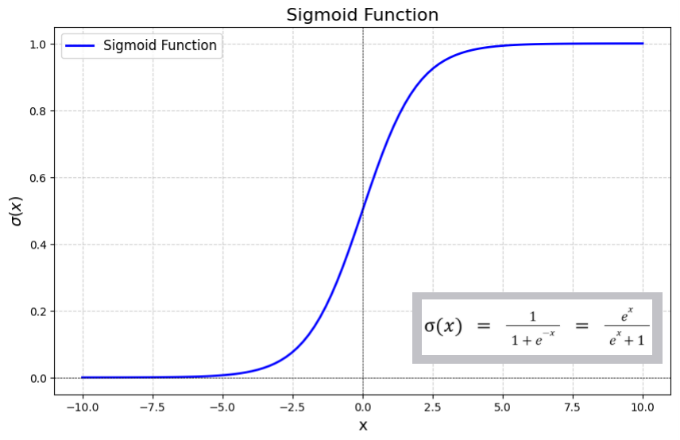 Sigmoid Function
Sigmoid Function
1.0
0.8
0.6
0.4
0.2
0.0
σ(x)
σ(x) = 1 / (1 + e^{-x}) = e^x / (e^x + 1)
−10.0 −7.5 −5.0 −2.5 0.0 2.5 5.0 7.5 10.0
x